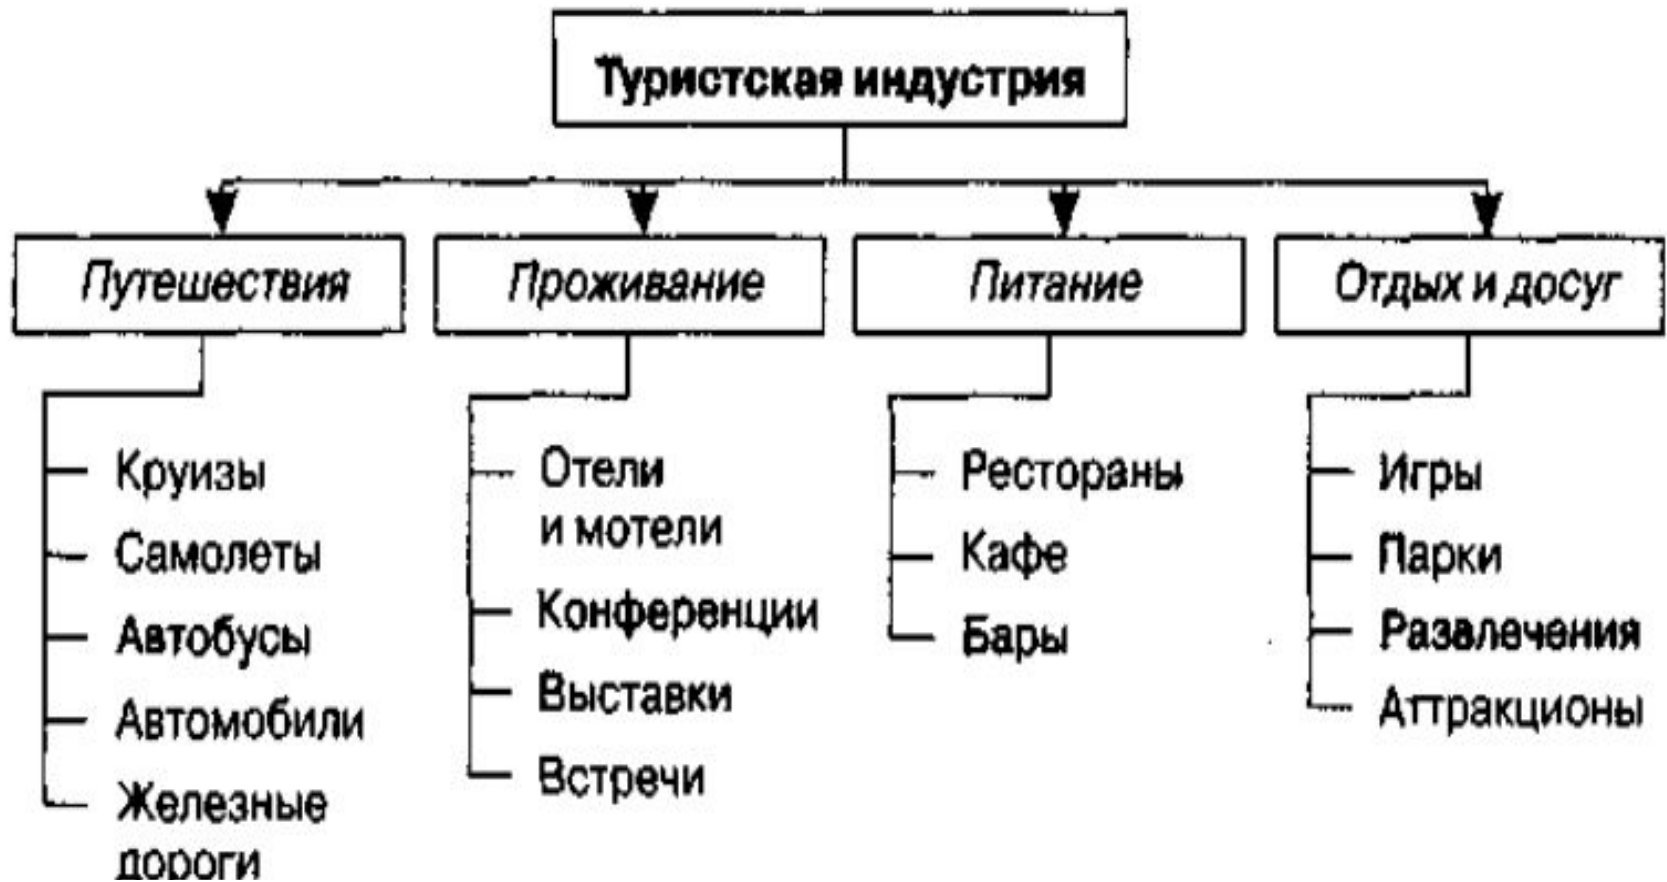 Туристская индустрия
Путешествия
Круизы
Самолеты
Автобусы
Автомобили
Железные
дороги
Проживание
Отели
и мотели
Конференции
Выставки
Встречи
Питание
Рестораны
Кафе
Бары
Отдых и досуг
Игры
Парки
Развлечения
Аттракционы